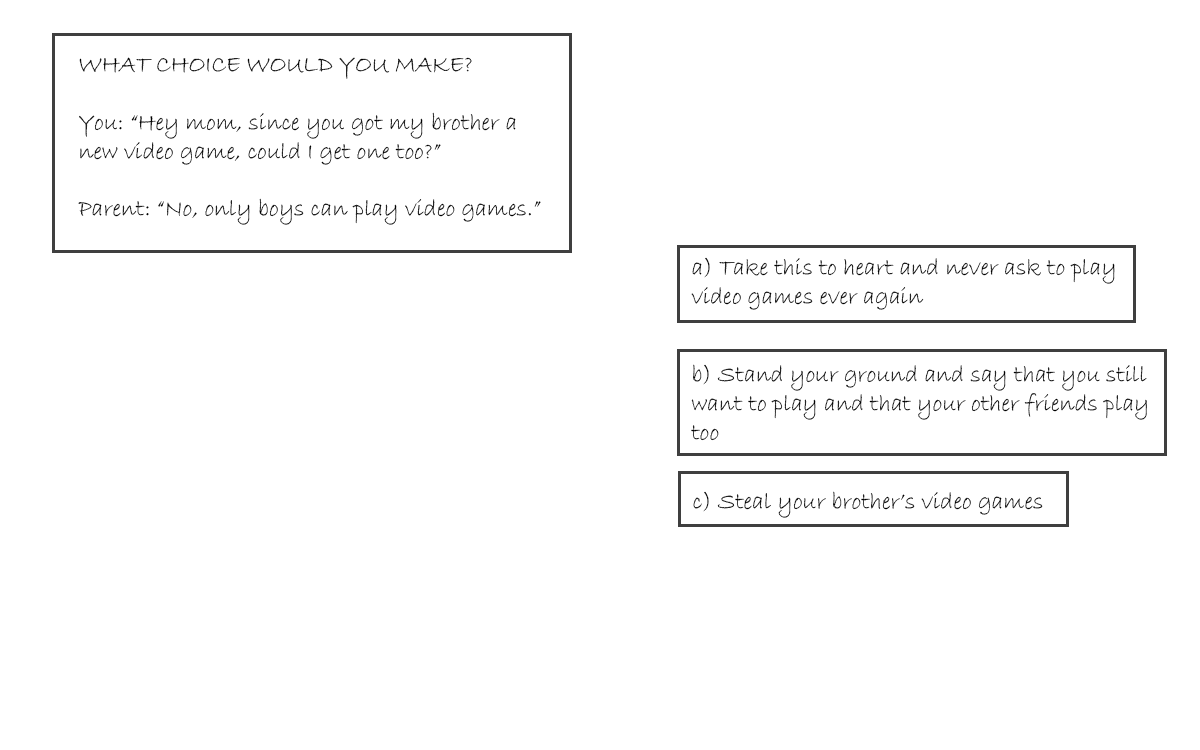 WHAT CHOICE WOULD YOU MAKE?
You: “Hey mom, since you got my brother a
new video game, could I get one too?”
Parent: “No, only boys can play video games.”
a) Take this to heart and never ask to play
video games ever again
b) Stand your ground and say that you still
want to play and that your other friends play
too
c) Steal your brother’s video games